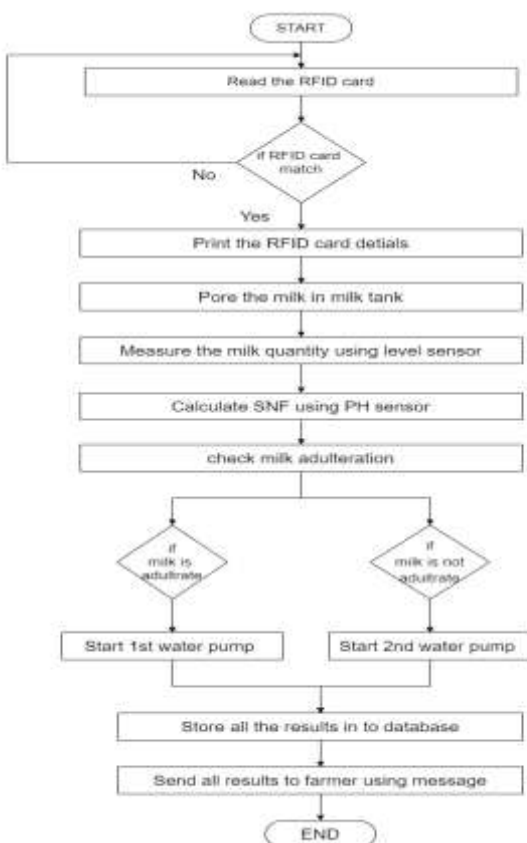 START
Read the RFID card
if RFID card
match
No
Yes
Print the RFID card detials
Pore the milk in milk tank
Measure the milk quantity using level sensor
Calculate SNF using PH sensor
check milk adulteration
if
milk is
adultrate
if
milk is not
adultrate
Start 1st water pump
Start 2nd water pump
Store all the results in to database
Send all results to farmer using message
END